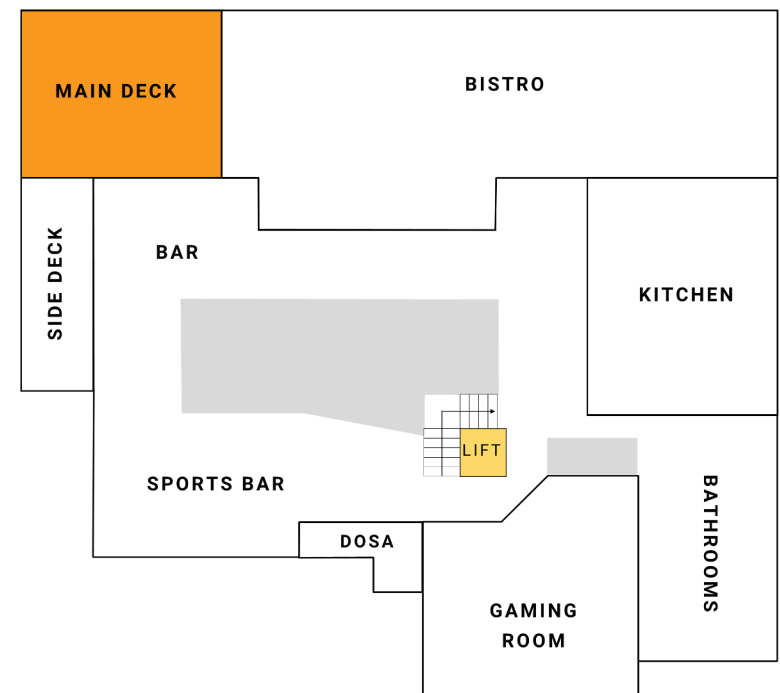 MAIN DECK
BISTRO
SIDE DECK
BAR
KITCHEN
LIFT
SPORTS BAR
BATHROOMS
DOSA
GAMING
ROOM